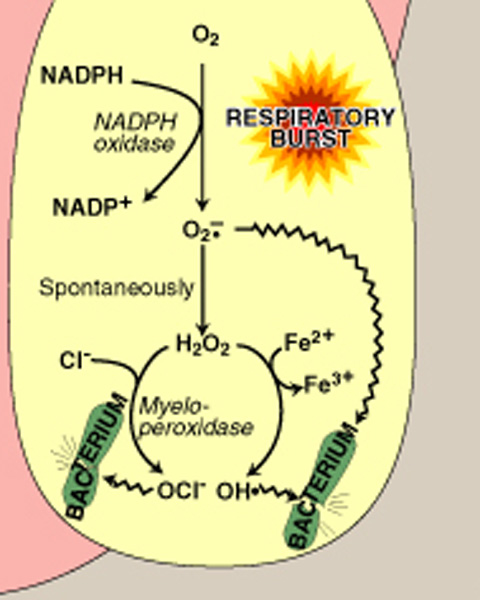 O₂
NADPH
RESPIRATORY
BURST
NADPH
oxidase
NADP⁺
O₂•⁻
Spontaneously
H₂O₂
Fe²⁺
Cl⁻
Fe³⁺
Myelo-
peroxidase
BACTERIUM
BACTERIUM
OCl⁻ OH•